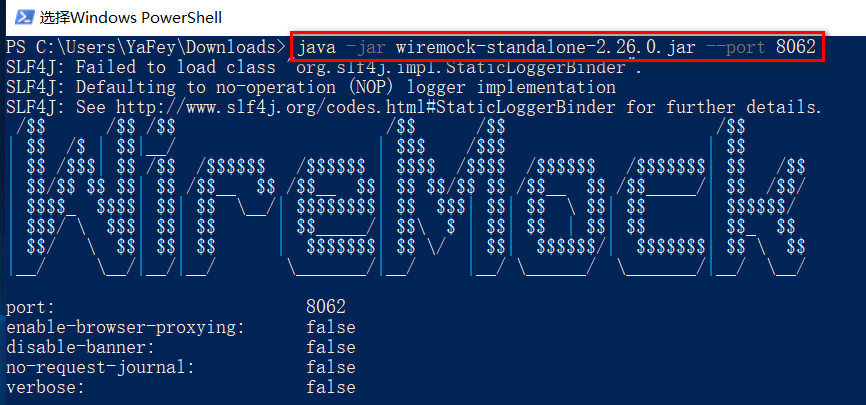 选择Windows PowerShell
PS C:\Users\YaFey\Downloads> java -jar wiremock-standalone-2.26.0.jar --port 8062
SLF4J: Failed to load class "org.slf4j.impl.StaticLoggerBinder".
SLF4J: Defaulting to no-operation (NOP) logger implementation
SLF4J: See http://www.slf4j.org/codes.html#StaticLoggerBinder for further details.
WireMock
port: 8062
enable-browser-proxying: false
disable-banner: false
no-request-journal: false
verbose: false